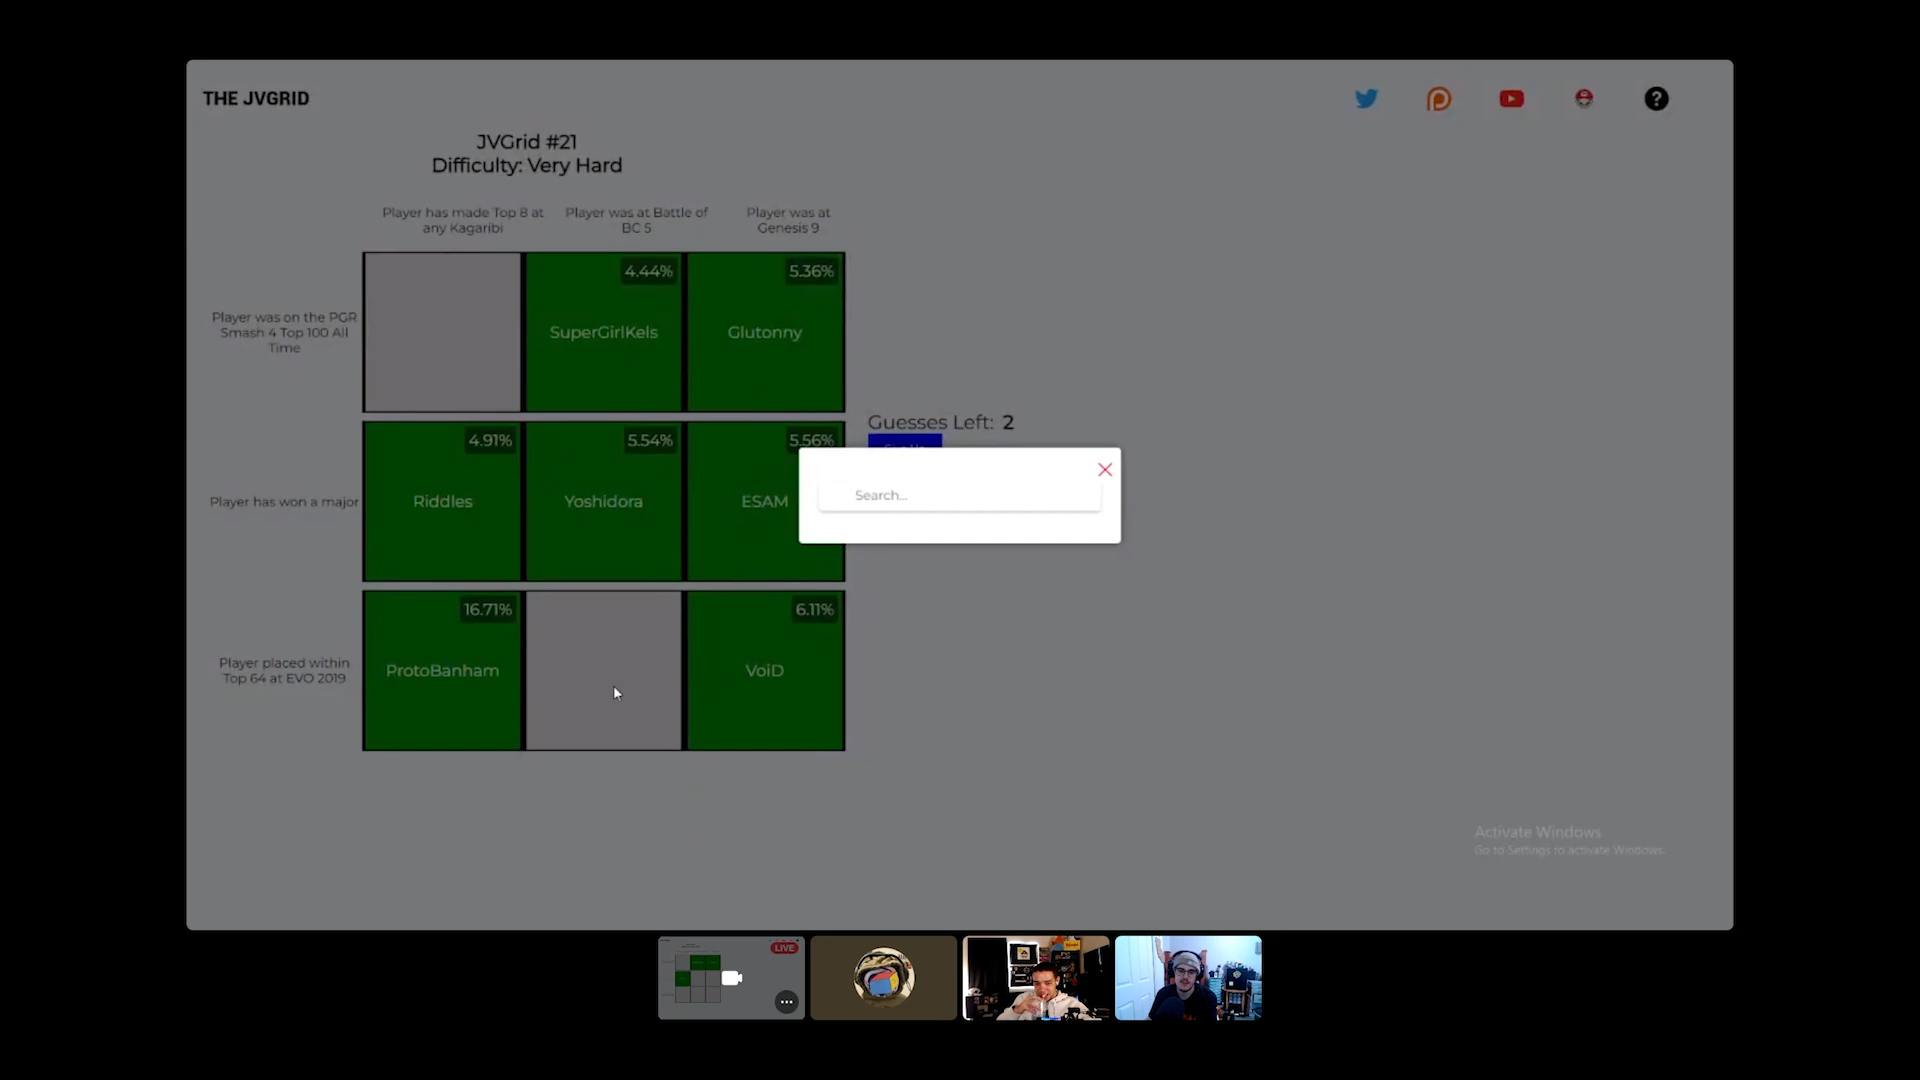 THE JVGRID
JVGrid #21
Difficulty: Very Hard
Player has made Top 8 at
any Kagaribi
Player was at Battle of
BC 5
Player was at
Genesis 9
4.44%
5.36%
Player was on the PGR
Smash 4 Top 100 All
Time
SuperGirlKels
Glutonny
Guesses Left: 2
4.91%
5.54%
5.56%
Search...
Player has won a major
Riddles
Yoshidora
ESAM
16.71%
6.11%
Player placed within
Top 64 at EVO 2019
ProtoBanham
VoiD
Activate Windows
Go to Settings to activate Windows.
LIVE